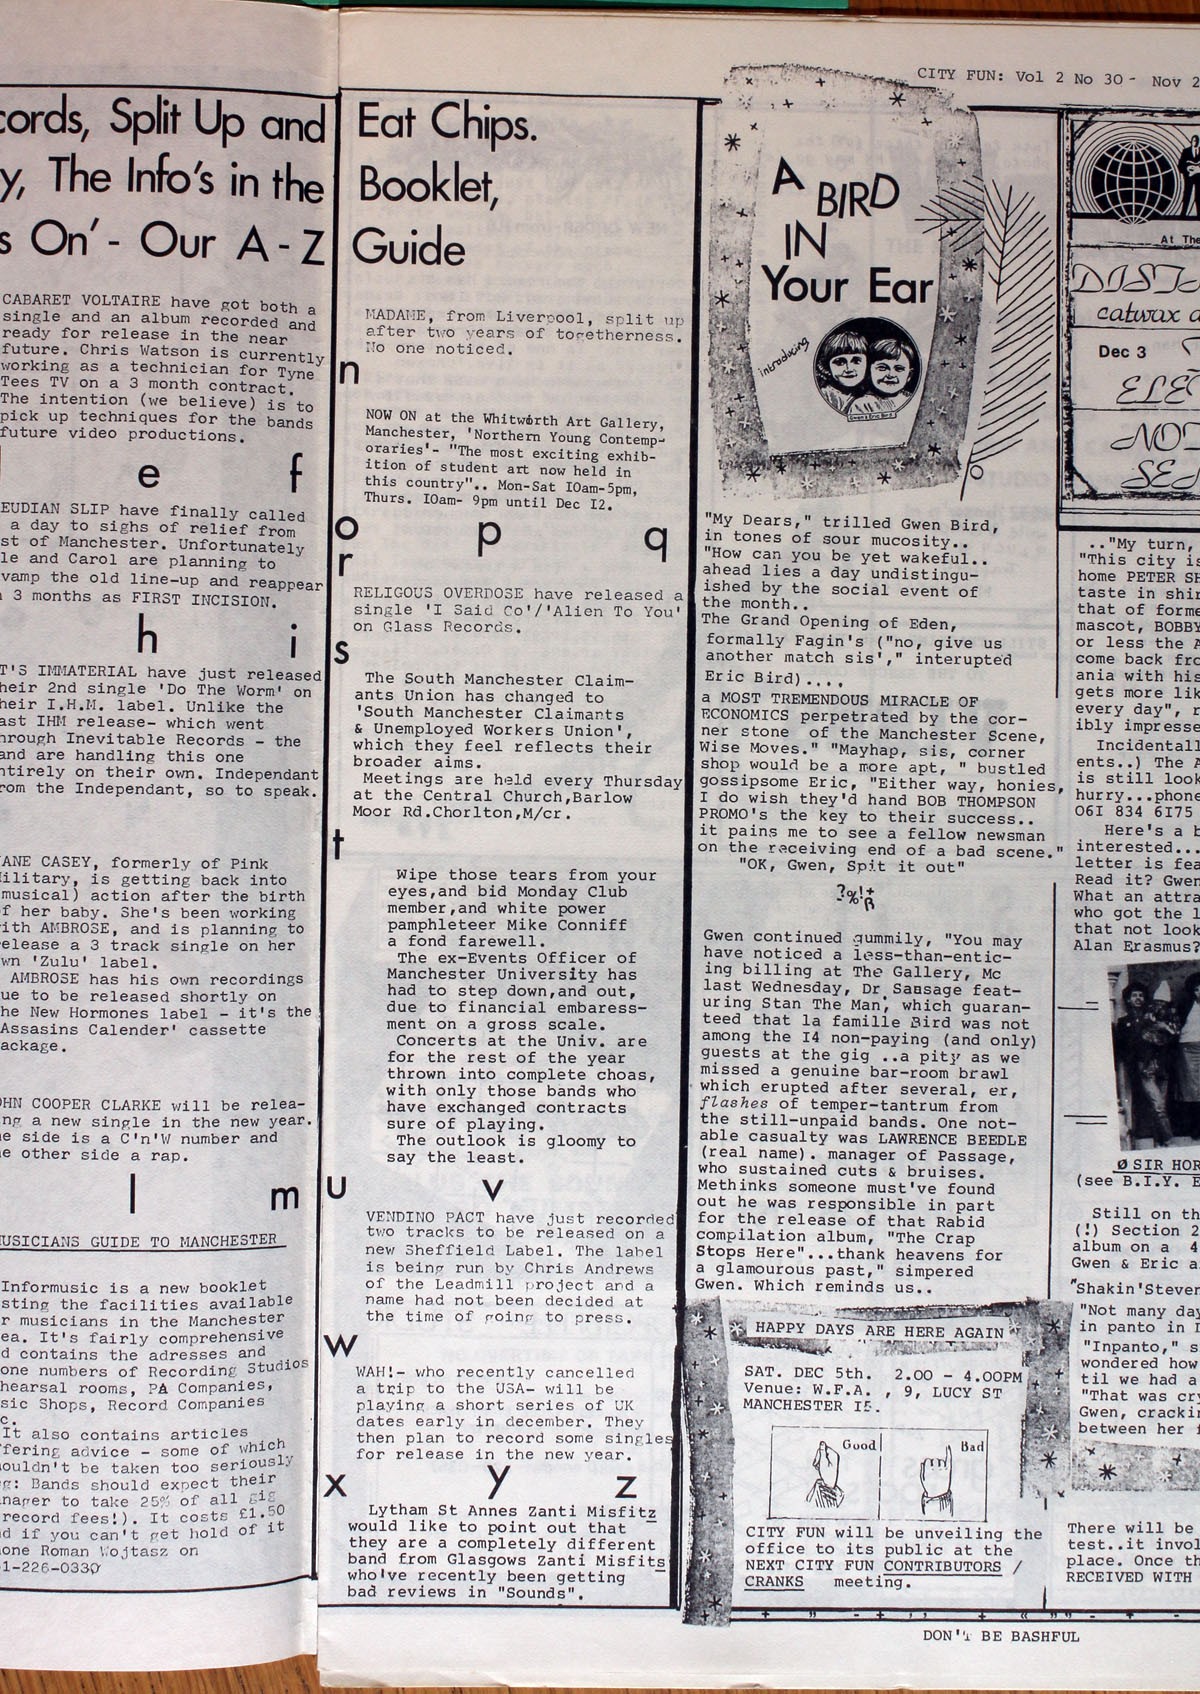 cords, Split Up and
y, The Info's in the
s On' - Our A - Z
CABARET VOLTAIRE have got both a
single and an album recorded and
ready for release in the near
future. Chris Watson is currently
working as a technician for Tyne
Tees TV on a 3 month contract.
The intention (we believe) is to
pick up techniques for the bands
future video productions.
e f
EUDIAN SLIP have finally called
a day to sighs of relief from
st of Manchester. Unfortunately
le and Carol are planning to
vamp the old line-up and reappear
n 3 months as FIRST INCISION.
h i
T'S IMMATERIAL have just released
heir 2nd single 'Do The Worm' on
heir I.H.M. label. Unlike the
ast IHM release- which went
hrough Inevitable Records - the
and are handling this one
ntirely on their own. Independant
rom the Independant, so to speak.
ANE CASEY, formerly of Pink
ilitary, is getting back into
musical) action after the birth
f her baby. She's been working
ith AMBROSE, and is planning to
elease a 3 track single on her
wn 'Zulu' label.
AMBROSE has his own recordings
ue to be released shortly on
he New Hormones label - it's the
Assasins Calender' cassette
ackage.
OHN COOPER CLARKE will be relea-
ng a new single in the new year.
e side is a C'n'W number and
e other side a rap.
l m
USICIANS GUIDE TO MANCHESTER
Informusic is a new booklet
sting the facilities available
r musicians in the Manchester
ea. It's fairly comprehensive
d contains the adresses and
one numbers of Recording Studios
hearsal rooms, PA Companies,
sic Shops, Record Companies
c.
It also contains articles
fering advice - some of which
ouldn't be taken too seriously
g: Bands should expect their
nager to take 25% of all gig
record fees!). It costs £1.50
d if you can't get hold of it
one Roman Wojtasz on
1-226-0330
Eat Chips.
Booklet,
Guide
MADAME, from Liverpool, split up
after two years of togetherness.
No one noticed.
n
NOW ON at the Whitworth Art Gallery,
Manchester, 'Northern Young Contemp-
oraries'- "The most exciting exhib-
ition of student art now held in
this country".. Mon-Sat IOam-5pm,
Thurs. IOam- 9pm until Dec I2.
o p q
r
RELIGOUS OVERDOSE have released a
single 'I Said Go'/'Alien To You'
on Glass Records.
s
The South Manchester Claim-
ants Union has changed to
'South Manchester Claimants
& Unemployed Workers Union',
which they feel reflects their
broader aims.
Meetings are held every Thursday
at the Central Church,Barlow
Moor Rd.Chorlton,M/cr.
t
Wipe those tears from your
eyes,and bid Monday Club
member,and white power
pamphleteer Mike Conniff
a fond farewell.
The ex-Events Officer of
Manchester University has
had to step down,and out,
due to financial embaress-
ment on a gross scale.
Concerts at the Univ. are
for the rest of the year
thrown into complete choas,
with only those bands who
have exchanged contracts
sure of playing.
The outlook is gloomy to
say the least.
u v
VENDINO PACT have just recorded
two tracks to be released on a
new Sheffield Label. The label
is being run by Chris Andrews
of the Leadmill project and a
name had not been decided at
the time of going to press.
w
WAH!- who recently cancelled
a trip to the USA- will be
playing a short series of UK
dates early in december. They
then plan to record some singles
for release in the new year.
x y z
Lytham St Annes Zanti Misfitz
would like to point out that
they are a completely different
band from Glasgows Zanti Misfits
who've recently been getting
bad reviews in "Sounds".
CITY FUN: Vol 2 No 30 - Nov 2
A BIRD
IN
Your Ear
introducing
Gwen & Eric Bird
"My Dears," trilled Gwen Bird,
in tones of sour mucosity..
"How can you be yet wakeful..
ahead lies a day undistingu-
ished by the social event of
the month..
The Grand Opening of Eden,
formally Fagin's ("no, give us
another match sis'," interupted
Eric Bird)....
a MOST TREMENDOUS MIRACLE OF
ECONOMICS perpetrated by the cor-
ner stone of the Manchester Scene,
Wise Moves." "Mayhap, sis, corner
shop would be a more apt, " bustled
gossipsome Eric, "Either way, honies,
I do wish they'd hand BOB THOMPSON
PROMO's the key to their success..
it pains me to see a fellow newsman
on the receiving end of a bad scene."
"OK, Gwen, Spit it out"
?%!+β
Gwen continued gummily, "You may
have noticed a less-than-entic-
ing billing at The Gallery, Mc
last Wednesday, Dr Sausage feat-
uring Stan The Man, which guaran-
teed that la famille Bird was not
among the I4 non-paying (and only)
guests at the gig ..a pity as we
missed a genuine bar-room brawl
which erupted after several, er,
flashes of temper-tantrum from
the still-unpaid bands. One not-
able casualty was LAWRENCE BEEDLE
(real name). manager of Passage,
who sustained cuts & bruises.
Methinks someone must've found
out he was responsible in part
for the release of that Rabid
compilation album, "The Crap
Stops Here"...thank heavens for
a glamourous past," simpered
Gwen. Which reminds us..
HAPPY DAYS ARE HERE AGAIN
SAT. DEC 5th. 2.00 - 4.00PM
Venue: W.F.A. , 9, LUCY ST
MANCHESTER I5.
Good Bad
CITY FUN will be unveiling the
office to its public at the
NEXT CITY FUN CONTRIBUTORS /
CRANKS meeting.
DON'T BE BASHFUL
At The
DISTA
catwax a
Dec 3
ELE
NOT
SE
.."My turn,
"This city is
home PETER SH
taste in shir
that of forme
mascot, BOBBY
or less the A
come back fro
ania with his
gets more lik
every day", r
ibly impresse
Incidentall
ents..) The A
is still look
hurry...phone
06I 834 6I75
Here's a b
interested...
letter is fea
Read it? Gwen
What an attra
who got the l
that not look
Alan Erasmus?
Ø SIR HOR
(see B.I.Y. E
Still on th
(!) Section 2
album on a 4
Gwen & Eric a
"Shakin'Steven
"Not many da
in panto in I
"Inpanto," s
wondered how
til we had a
"That was cry
Gwen, crackin
between her f
There will be
test..it invol
place. Once th
RECEIVED WITH